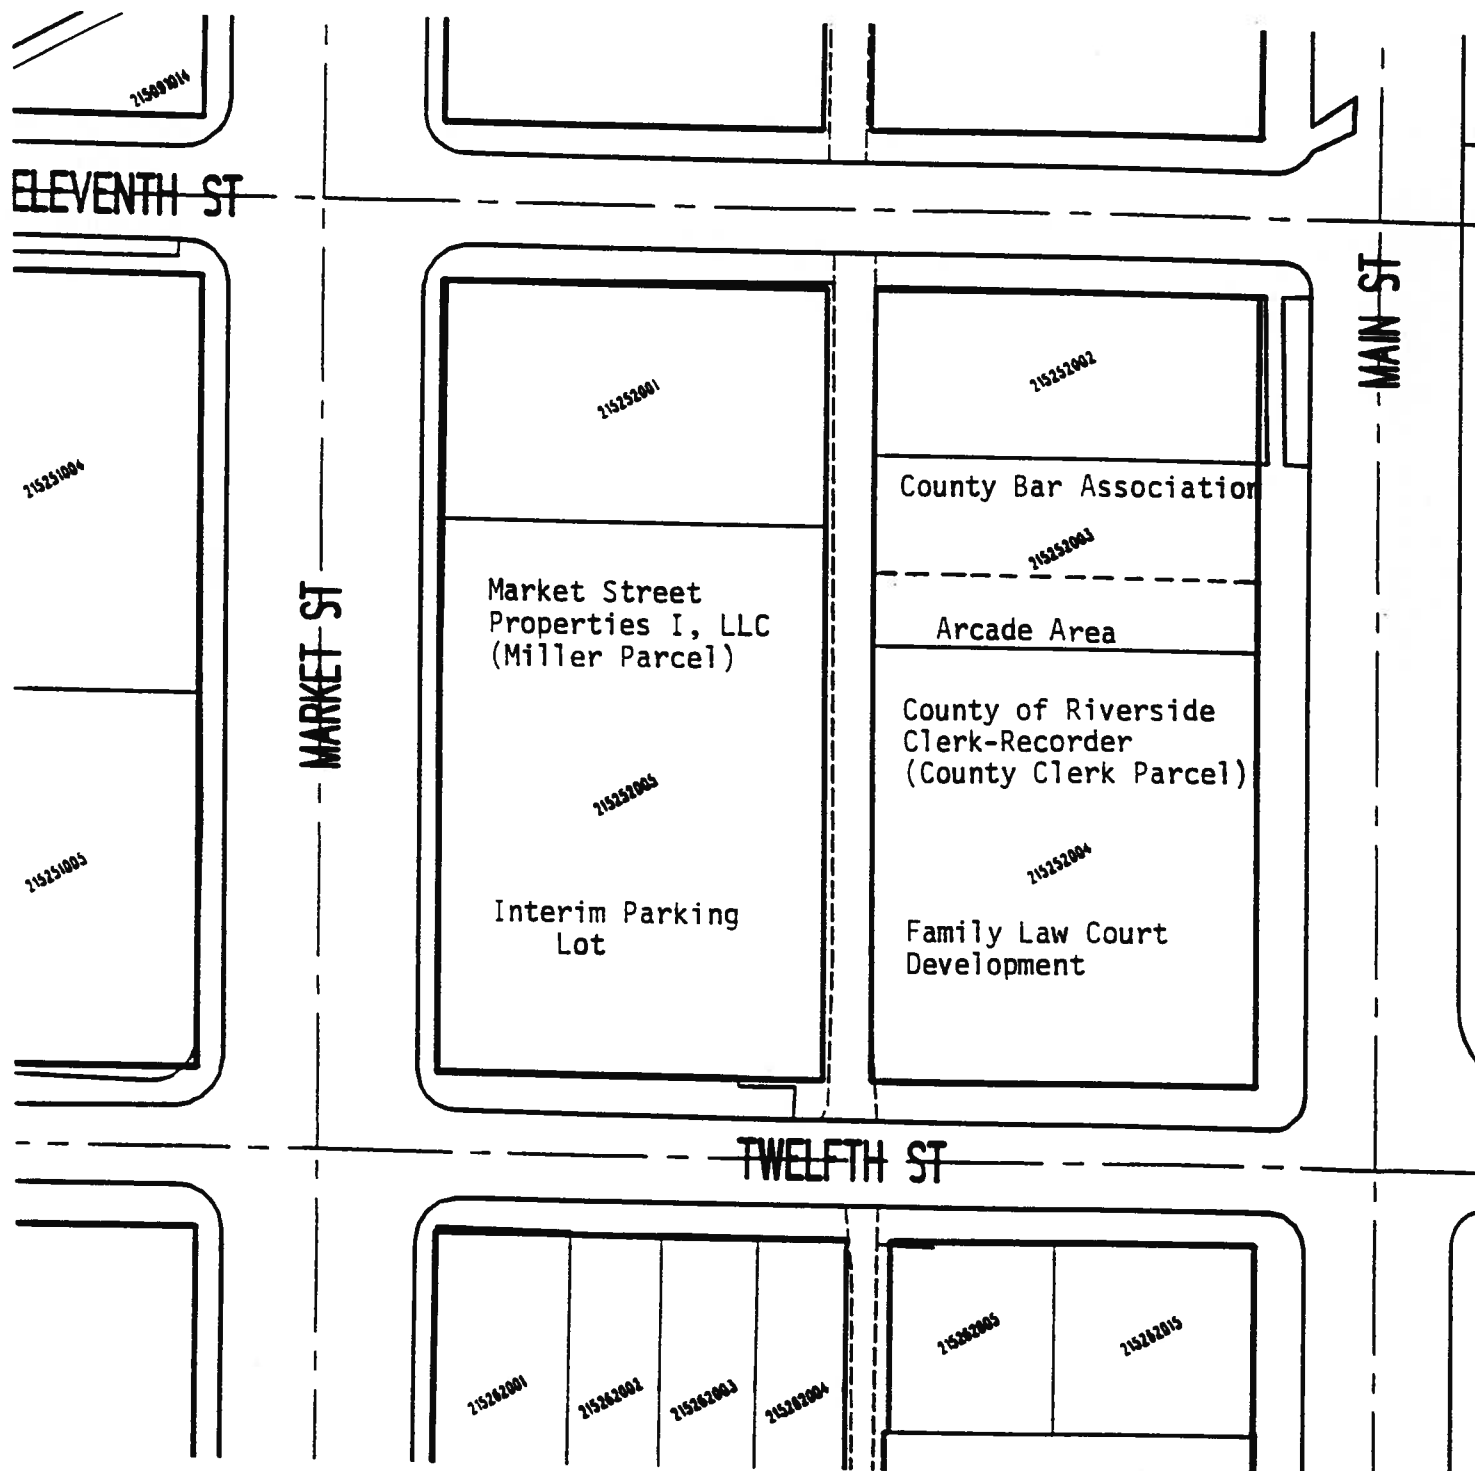 215091014
ELEVENTH ST
MAIN ST
215252001
215252002
215251004
County Bar Association
215252003
Market Street
Properties I, LLC
(Miller Parcel)
Arcade Area
MARKET ST
County of Riverside
Clerk-Recorder
(County Clerk Parcel)
215252005
215251005
215252004
Interim Parking
Lot
Family Law Court
Development
TWELFTH ST
215262005
215262015
215262001
215262002
215262003
215262004